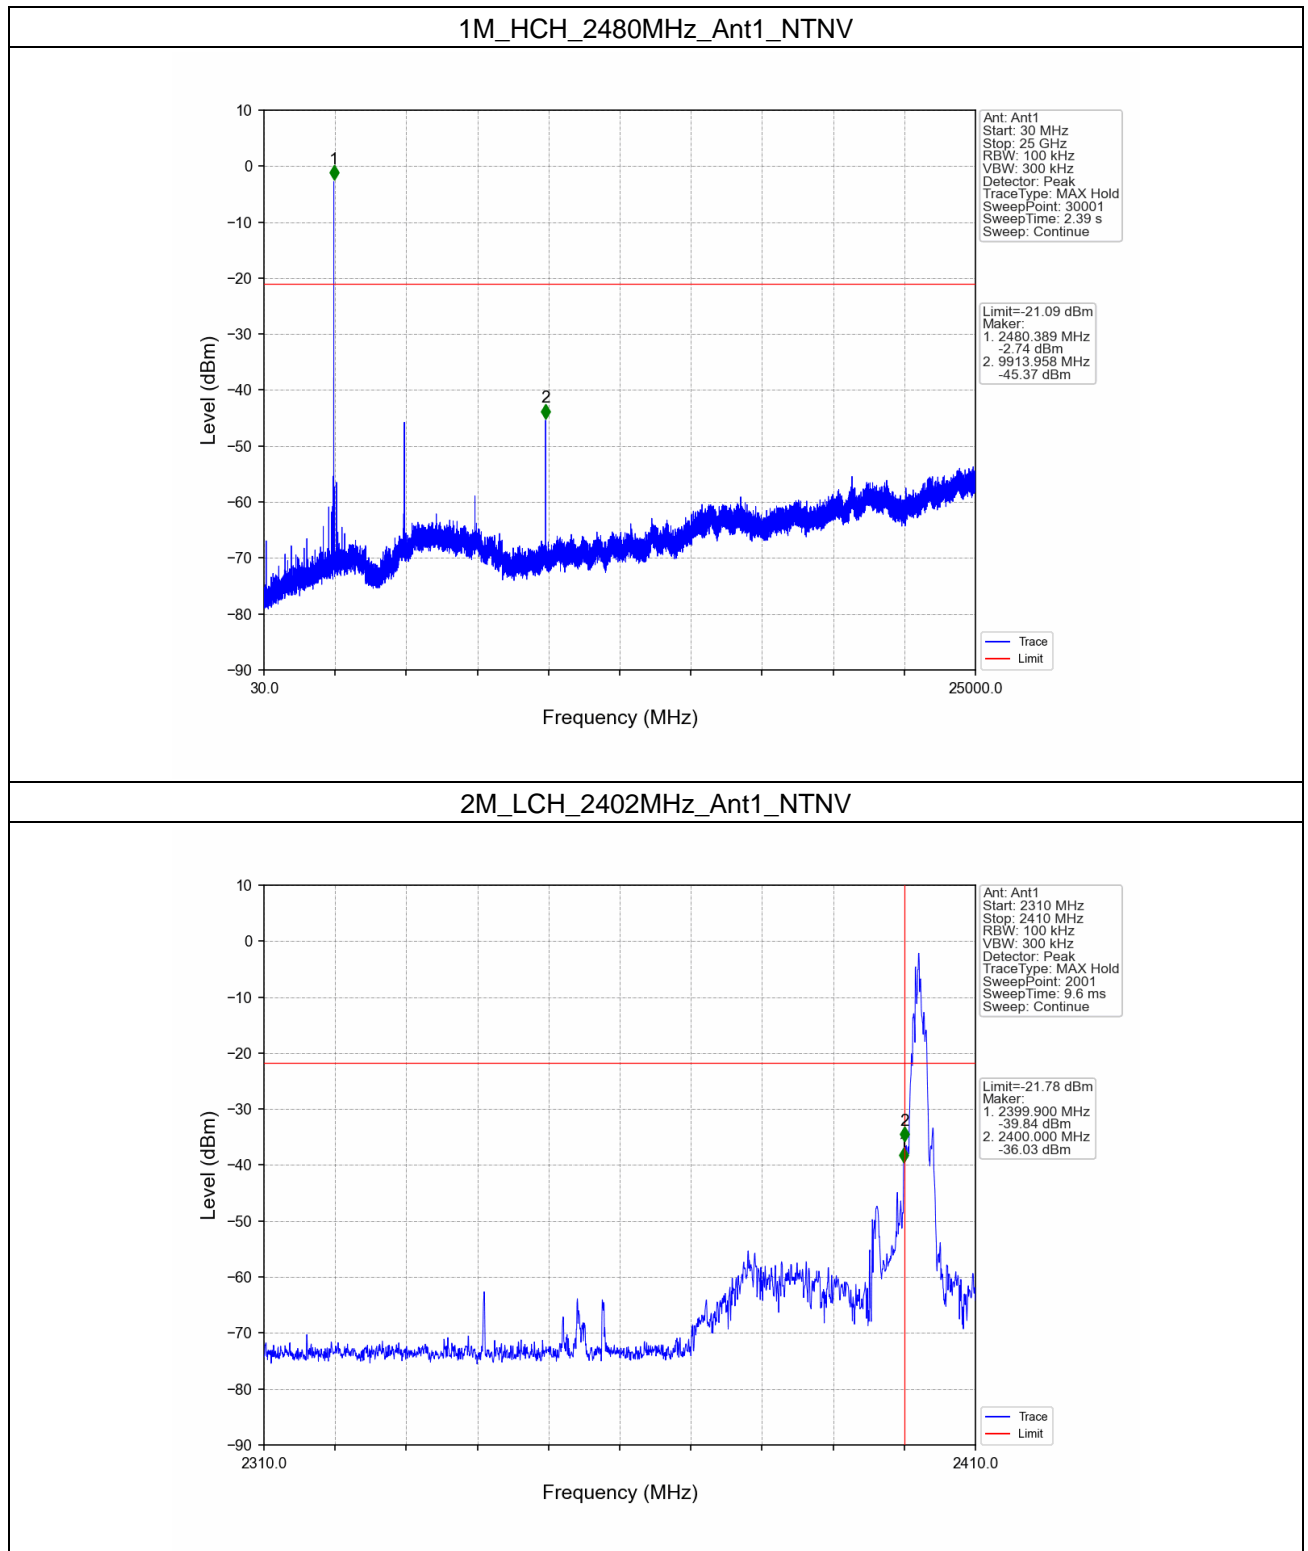 1M_HCH_2480MHz_Ant1_NTNV
10
0
−10
−20
−30
−40
−50
−60
−70
−80
−90
Level (dBm)
1
2
30.0
25000.0
Frequency (MHz)
Ant: Ant1
Start: 30 MHz
Stop: 25 GHz
RBW: 100 kHz
VBW: 300 kHz
Detector: Peak
TraceType: MAX Hold
SweepPoint: 30001
SweepTime: 2.39 s
Sweep: Continue
Limit=-21.09 dBm
Maker:
1. 2480.389 MHz
-2.74 dBm
2. 9913.958 MHz
-45.37 dBm
Trace
Limit
2M_LCH_2402MHz_Ant1_NTNV
10
0
−10
−20
−30
−40
−50
−60
−70
−80
−90
Level (dBm)
2
2310.0
2410.0
Frequency (MHz)
Ant: Ant1
Start: 2310 MHz
Stop: 2410 MHz
RBW: 100 kHz
VBW: 300 kHz
Detector: Peak
TraceType: MAX Hold
SweepPoint: 2001
SweepTime: 9.6 ms
Sweep: Continue
Limit=-21.78 dBm
Maker:
1. 2399.900 MHz
-39.84 dBm
2. 2400.000 MHz
-36.03 dBm
Trace
Limit